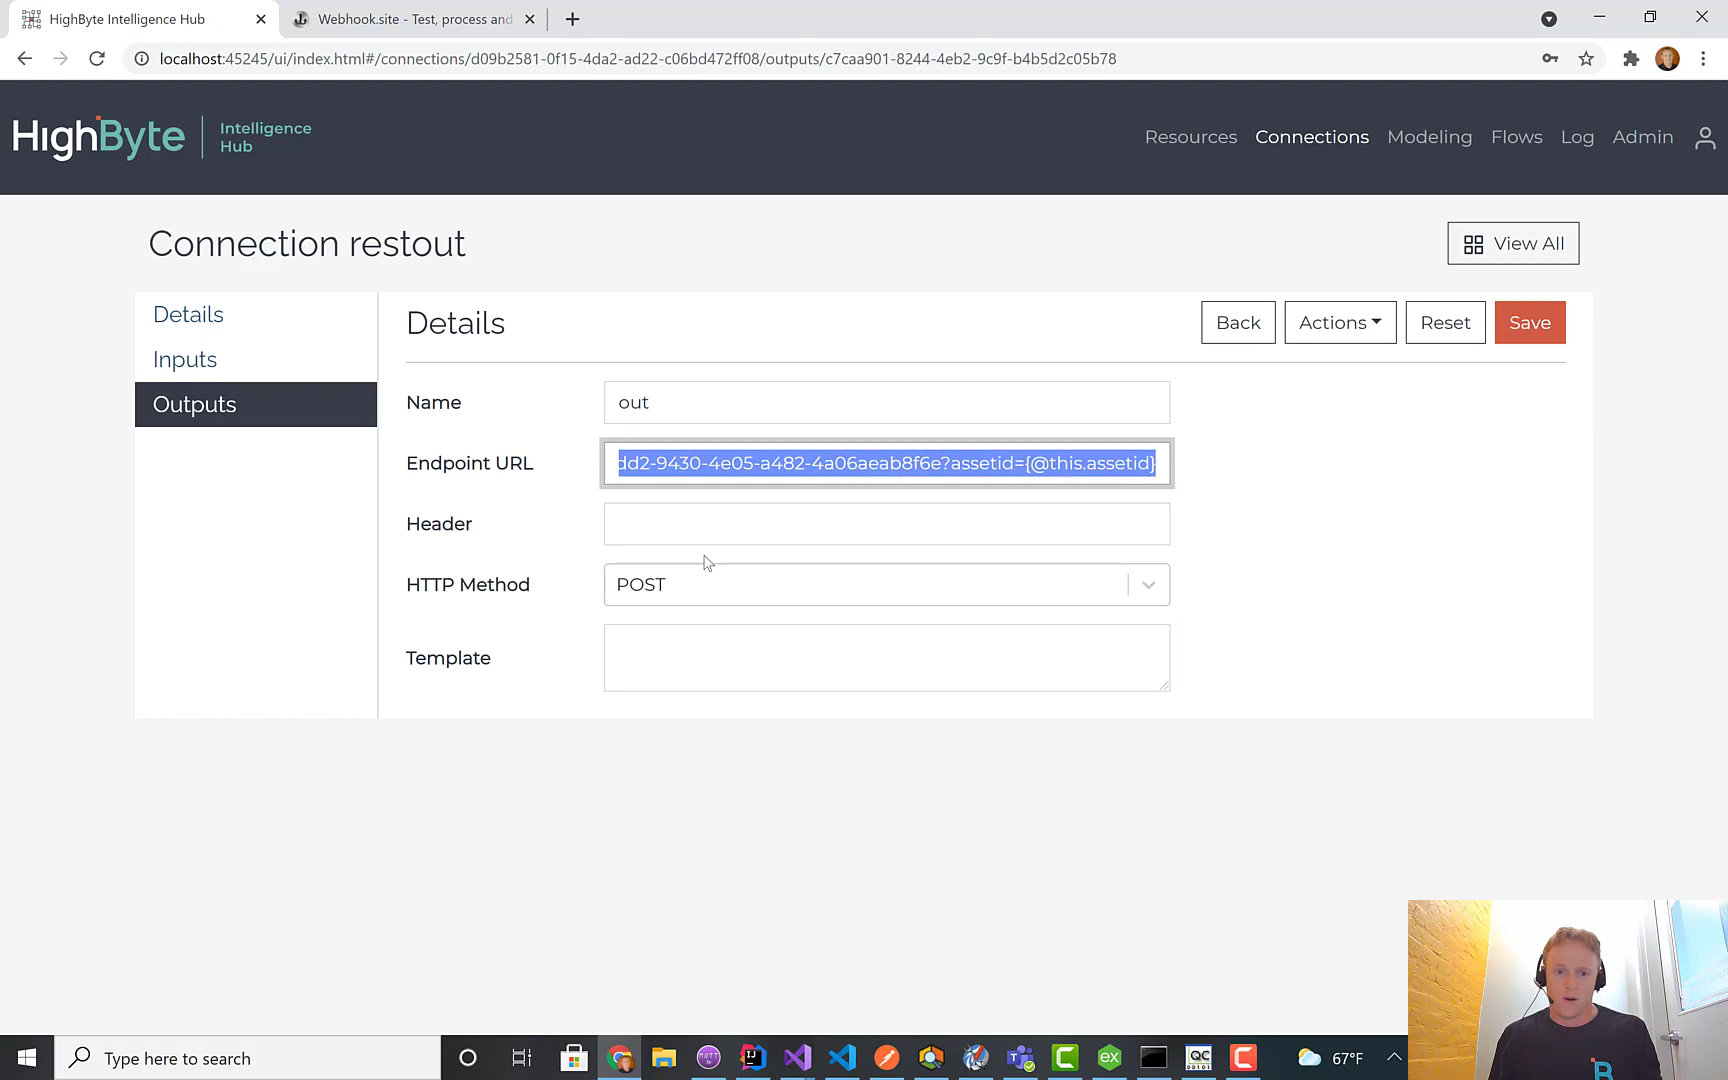 HighByte Intelligence Hub
Webhook.site - Test, process and
localhost:45245/ui/index.html#/connections/d09b2581-0f15-4da2-ad22-c06bd472ff08/outputs/c7caa901-8244-4eb2-9c9f-b4b5d2c05b78
HighByte Intelligence Hub
Resources Connections Modeling Flows Log Admin
Connection restout
View All
Details
Inputs
Outputs
Details
Back Actions Reset Save
Name out
Endpoint URL dd2-9430-4e05-a482-4a06aeab8f6e?assetid={@this.assetid}
Header
HTTP Method POST
Template
Type here to search
67°F